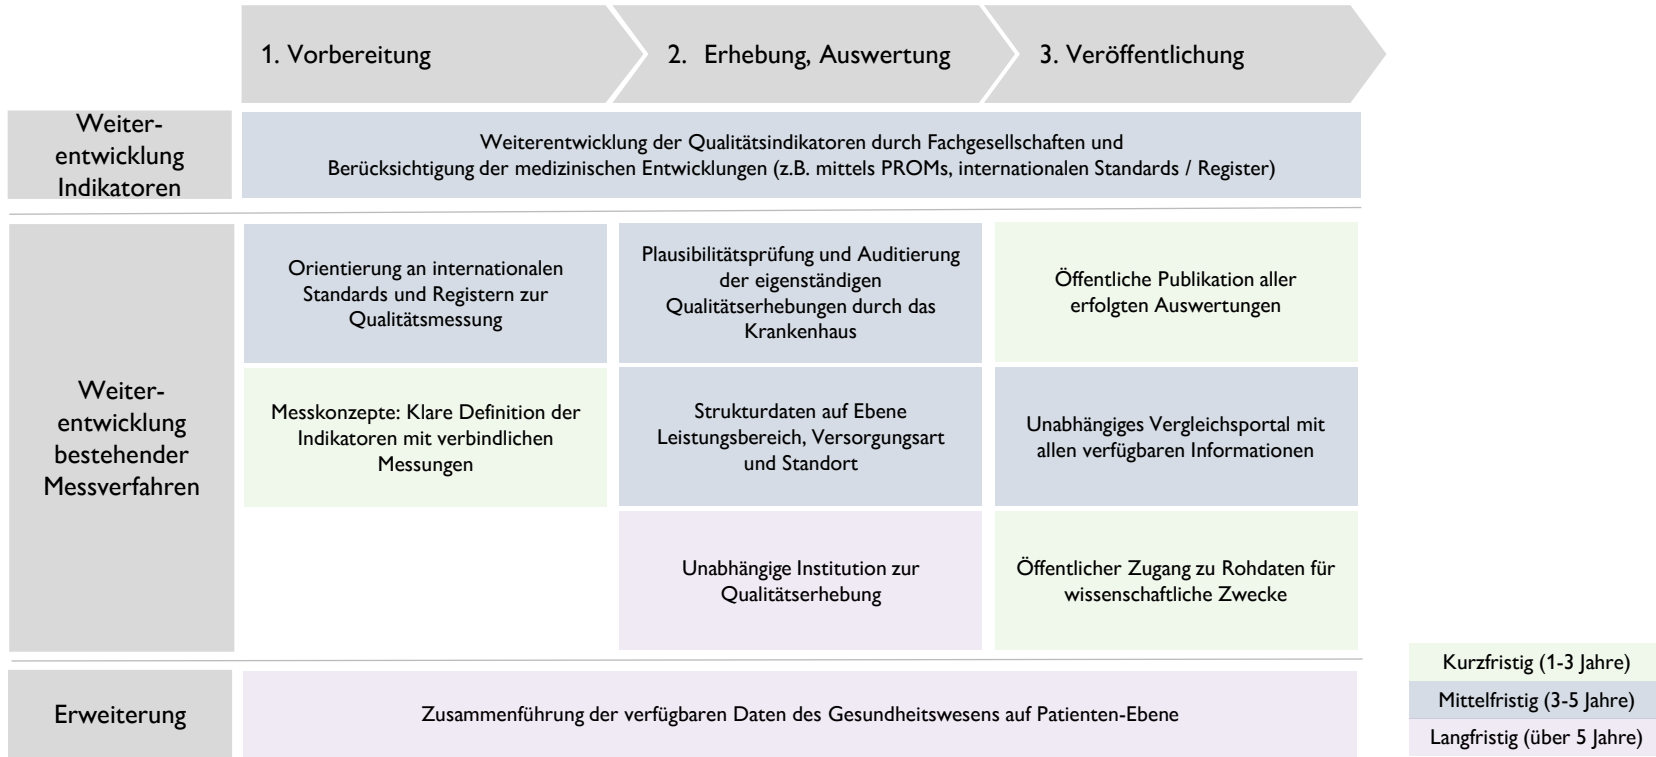 1. Vorbereitung
2. Erhebung, Auswertung
3. Veröffentlichung
Weiter-
entwicklung
Indikatoren
Weiterentwicklung der Qualitätsindikatoren durch Fachgesellschaften und
Berücksichtigung der medizinischen Entwicklungen (z.B. mittels PROMs, internationalen Standards / Register)
Weiter-
entwicklung
bestehender
Messverfahren
Orientierung an internationalen
Standards und Registern zur
Qualitätsmessung
Plausibilitätsprüfung und Auditierung
der eigenständigen
Qualitätserhebungen durch das
Krankenhaus
Öffentliche Publikation aller
erfolgten Auswertungen
Messkonzepte: Klare Definition der
Indikatoren mit verbindlichen
Messungen
Strukturdaten auf Ebene
Leistungsbereich, Versorgungsart
und Standort
Unabhängiges Vergleichsportal mit
allen verfügbaren Informationen
Unabhängige Institution zur
Qualitätserhebung
Öffentlicher Zugang zu Rohdaten für
wissenschaftliche Zwecke
Erweiterung
Zusammenführung der verfügbaren Daten des Gesundheitswesens auf Patienten-Ebene
Kurzfristig (1-3 Jahre)
Mittelfristig (3-5 Jahre)
Langfristig (über 5 Jahre)